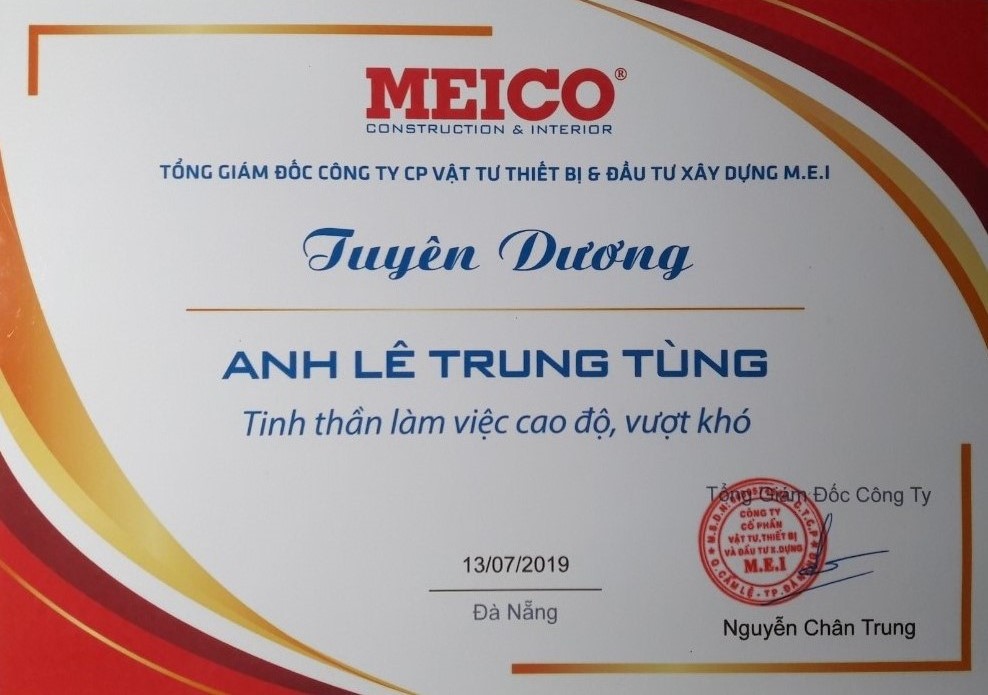 MEICO®
CONSTRUCTION & INTERIOR
TỔNG GIÁM ĐỐC CÔNG TY CP VẬT TƯ THIẾT BỊ & ĐẦU TƯ XÂY DỰNG M.E.I
Tuyên Dương
ANH LÊ TRUNG TÙNG
Tinh thần làm việc cao độ, vượt khó
Tổng Giám Đốc Công Ty
CÔNG TY
CỔ PHẦN
VẬT TƯ, THIẾT BỊ
VÀ ĐẦU TƯ X.DỰNG
M.E.I
Q. CẨM LỆ - TP. ĐÀ NẴNG
13/07/2019
Đà Nẵng
Nguyễn Chân Trung